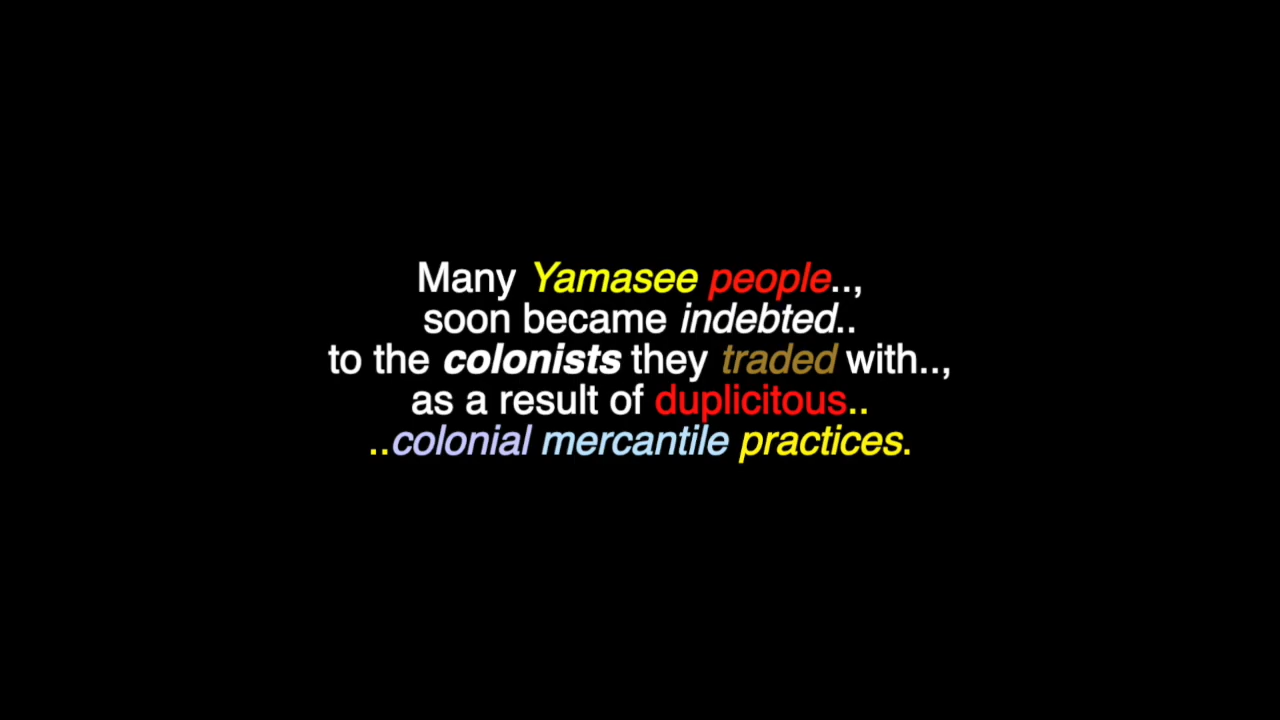 Many Yamasee people..,
soon became indebted..
to the colonists they traded with..,
as a result of duplicitous..
..colonial mercantile practices.